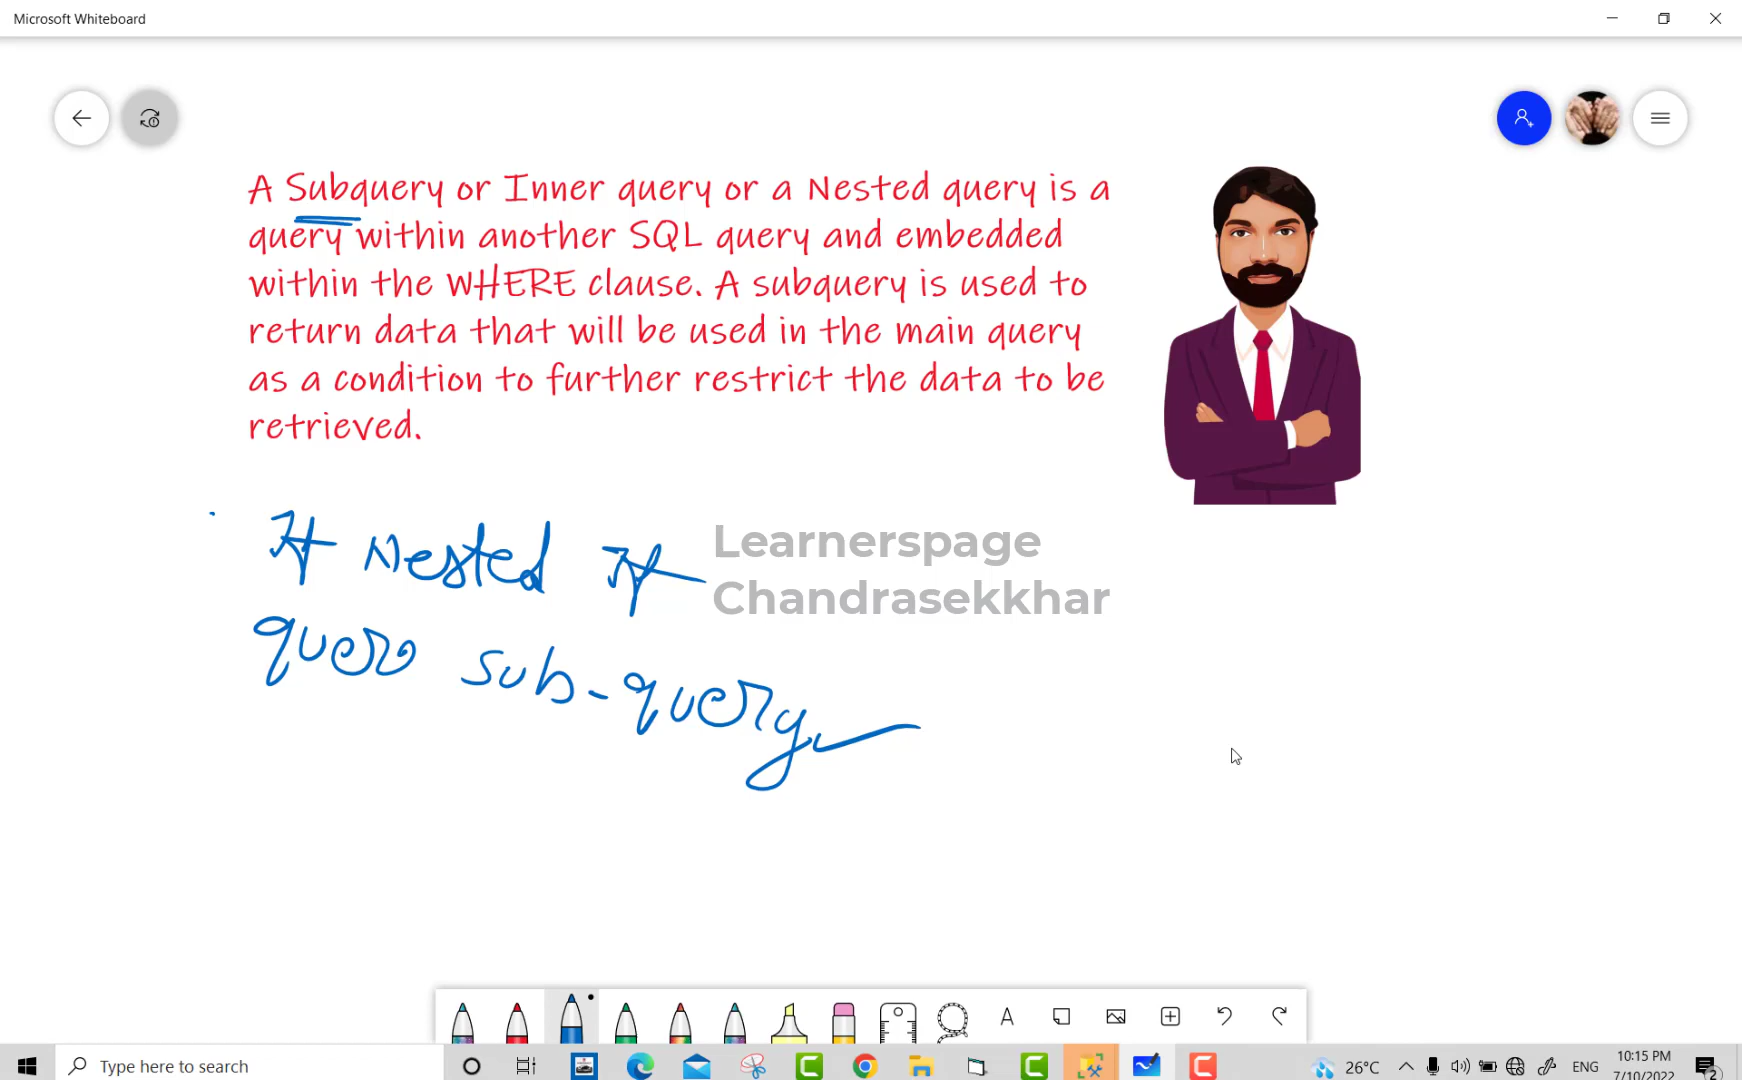 Microsoft Whiteboard
A Subquery or Inner query or a Nested query is a
query within another SQL query and embedded
within the WHERE clause. A subquery is used to
return data that will be used in the main query
as a condition to further restrict the data to be
retrieved.
If Nested If
Learnerspage
Chandrasekkhar
sub-query
A
Type here to search
26°C
ENG
10:15 PM
7/10/2022
2